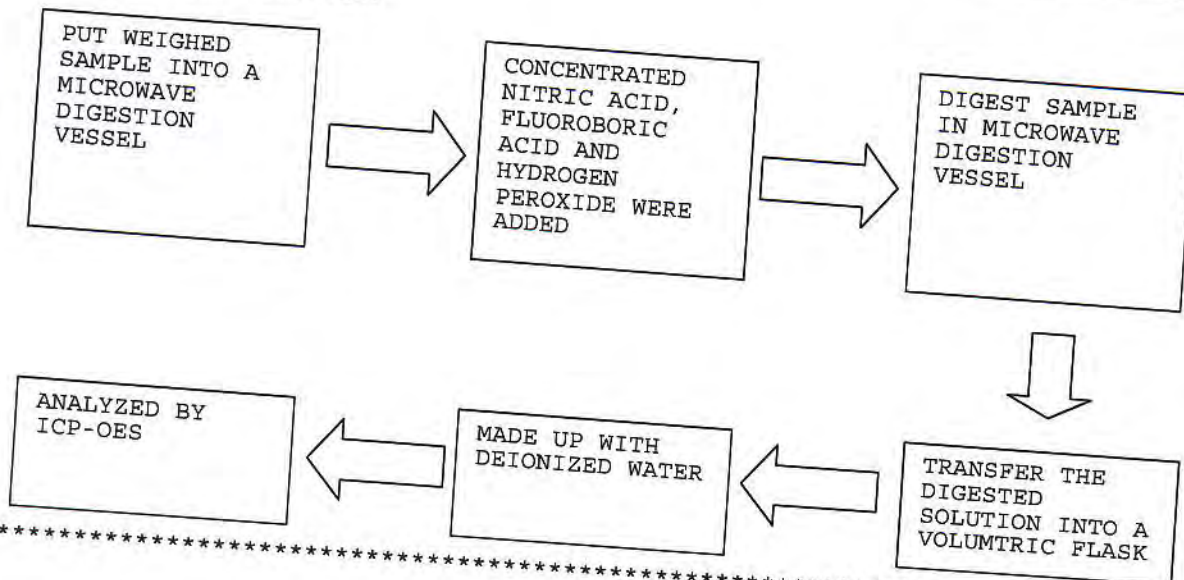 PUT WEIGHED
SAMPLE INTO A
MICROWAVE
DIGESTION
VESSEL
CONCENTRATED
NITRIC ACID,
FLUOROBORIC
ACID AND
HYDROGEN
PEROXIDE WERE
ADDED
DIGEST SAMPLE
IN MICROWAVE
DIGESTION
VESSEL
TRANSFER THE
DIGESTED
SOLUTION INTO A
VOLUMTRIC FLASK
MADE UP WITH
DEIONIZED WATER
ANALYZED BY
ICP-OES